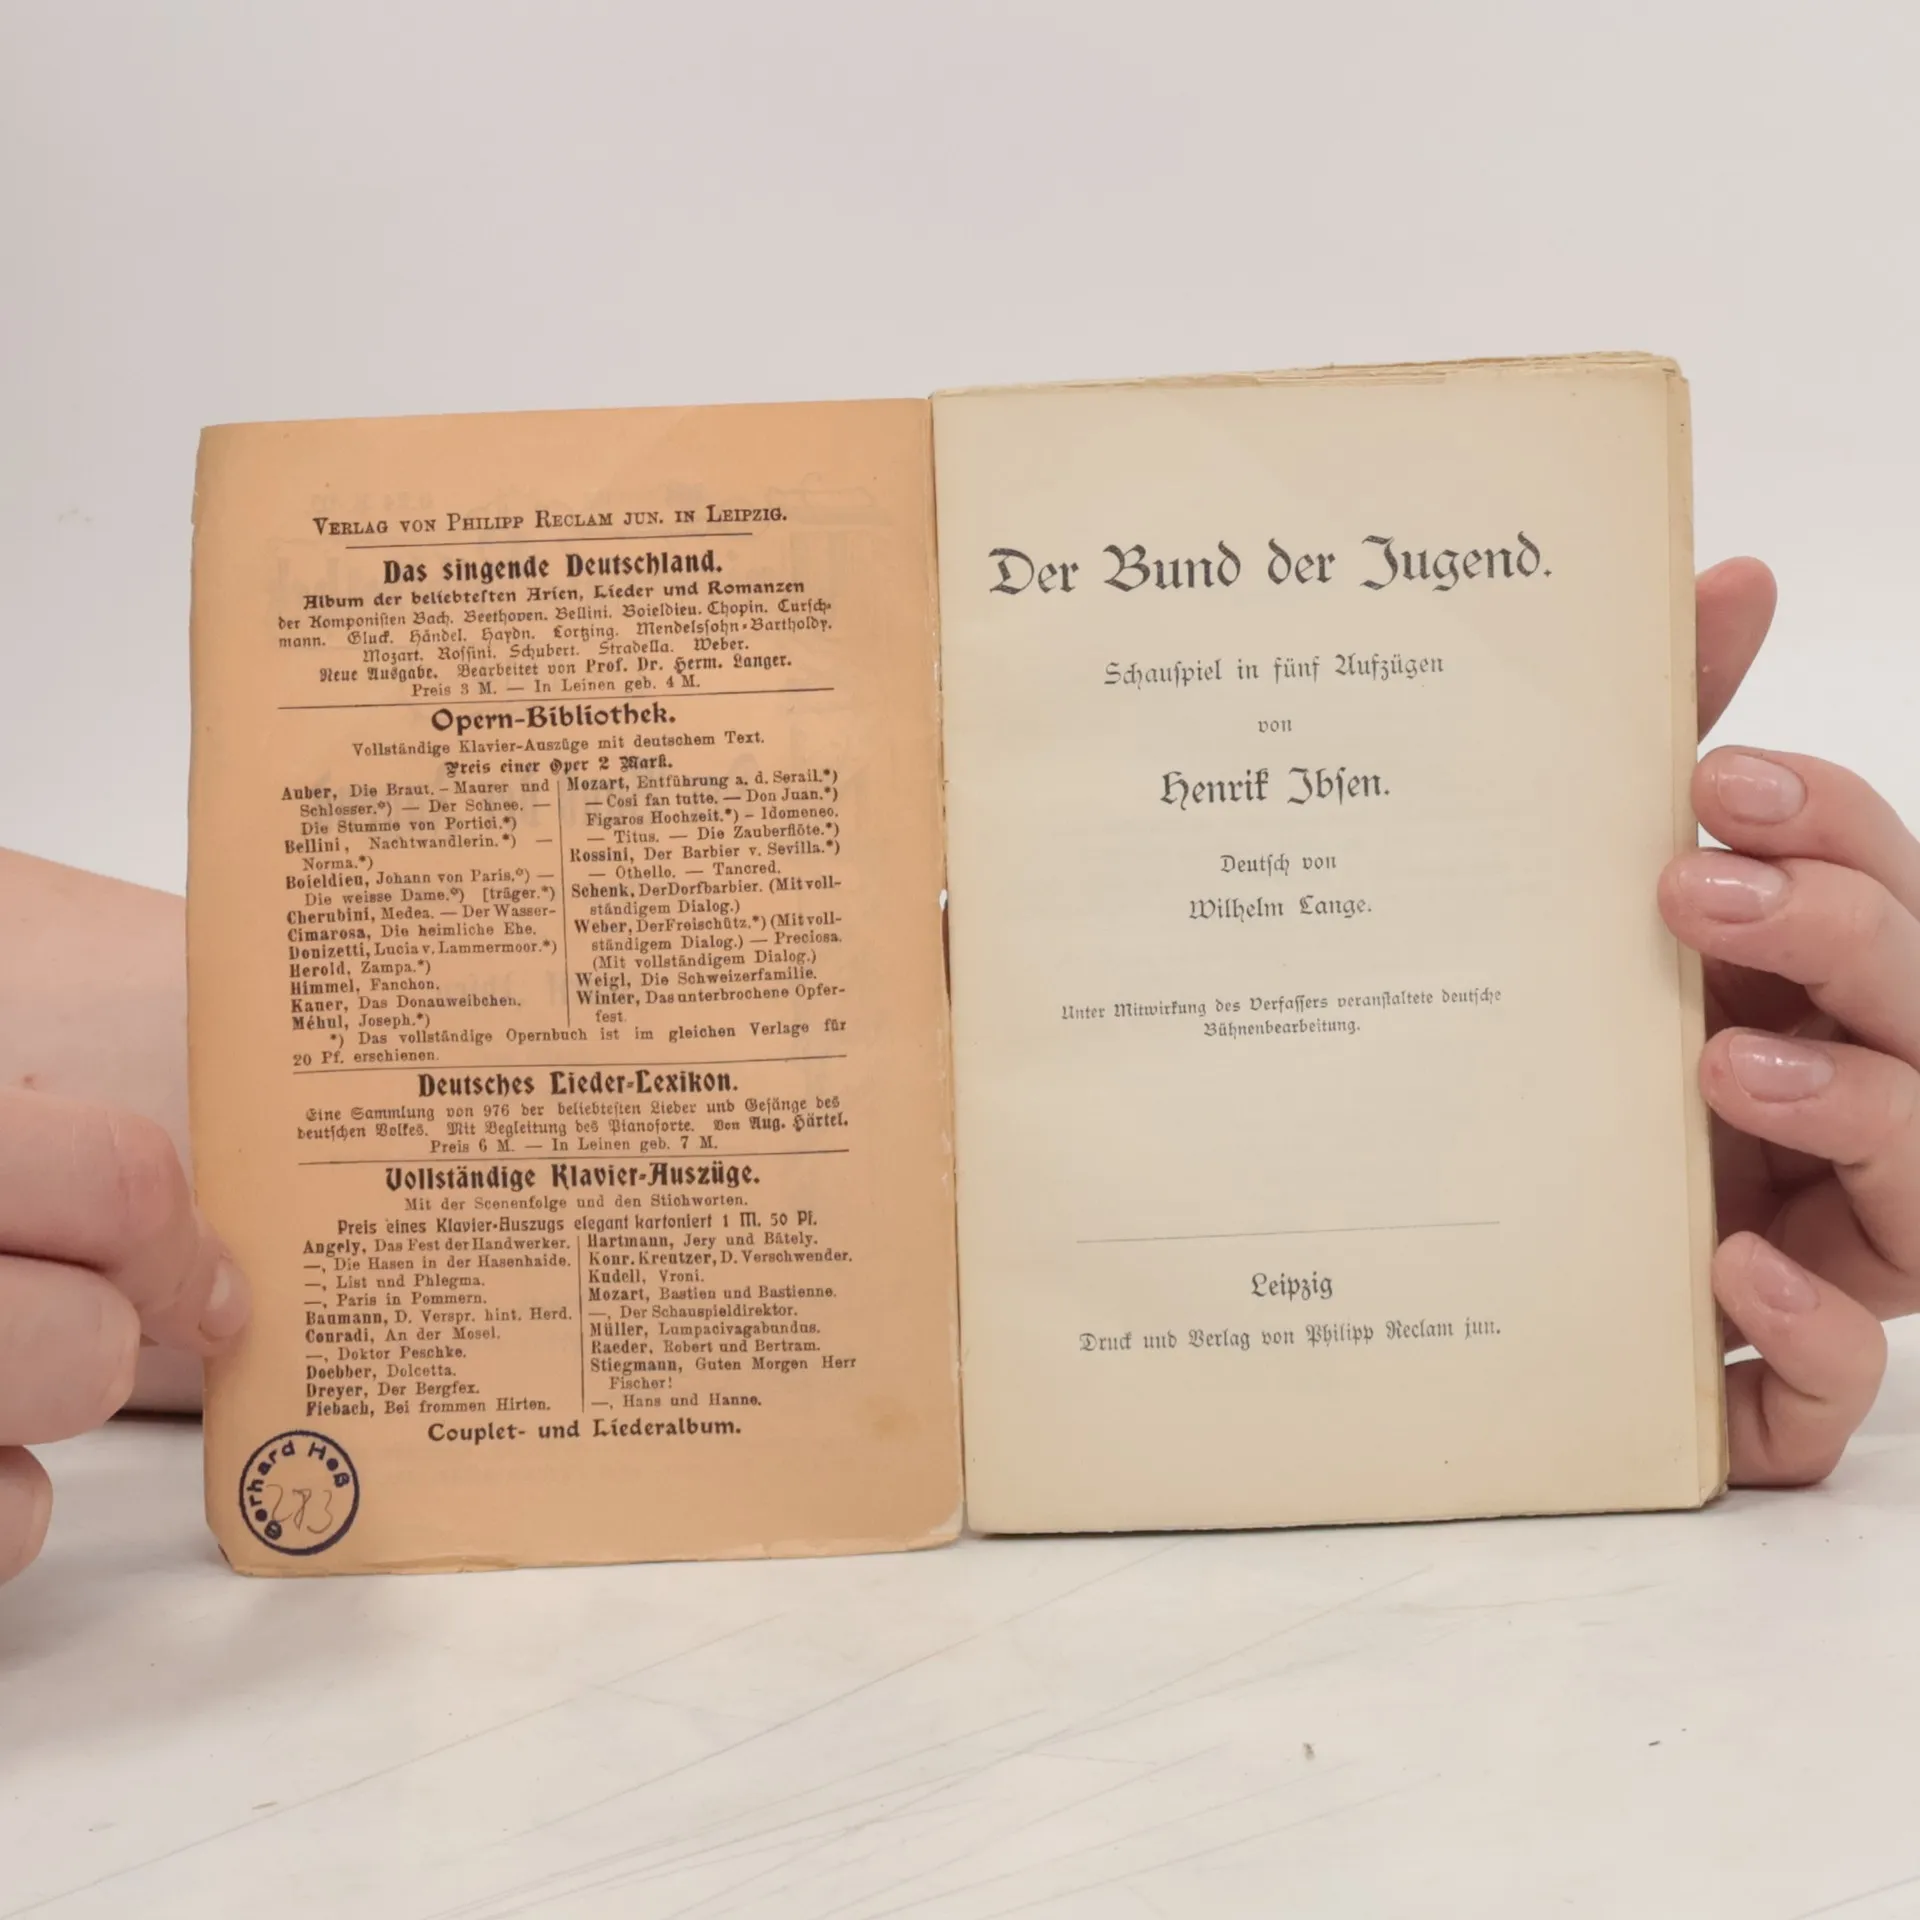 VERLAG VON PHILIPP RECLAM JUN. IN LEIPZIG.
Das singende Deutschland.
Album der beliebteſten Arien, Lieder und Romanzen
der Komponiſten Bach. Beethoven. Bellini. Boieldieu. Chopin. Curſch-
mann. Gluck. Händel. Haydn. Lortzing. Mendelsſohn-Bartholdy.
Mozart. Roſſini. Schubert. Stradella. Weber.
Neue Ausgabe. Bearbeitet von Prof. Dr. Herm. Langer.
Preis 3 M. — In Leinen geb. 4 M.
Opern-Bibliothek.
Vollständige Klavier-Auszüge mit deutschem Text.
Preis einer Oper 2 Mark.
Auber, Die Braut. – Maurer und
Schlosser.*) — Der Schnee. —
Die Stumme von Portici.*)
Bellini, Nachtwandlerin.*) —
Norma.*)
Boieldieu, Johann von Paris.*) —
Die weisse Dame.*) [träger.*)
Cherubini, Medea. — Der Wasser-
Cimarosa, Die heimliche Ehe.
Donizetti, Lucia v. Lammermoor.*)
Herold, Zampa.*)
Himmel, Fanchon.
Kauer, Das Donauweibchen.
Méhul, Joseph.*)
Mozart, Entführung a. d. Serail.*)
— Cosi fan tutte. — Don Juan.*)
Figaros Hochzeit.*) – Idomeneo.
— Titus. — Die Zauberflöte.*)
Rossini, Der Barbier v. Sevilla.*)
— Othello. — Tancred.
Schenk, Der Dorfbarbier. (Mit voll-
ständigem Dialog.)
Weber, Der Freischütz.*) (Mit voll-
ständigem Dialog.) — Preciosa.
(Mit vollständigem Dialog.)
Weigl, Die Schweizerfamilie.
Winter, Das unterbrochene Opfer-
fest.
*) Das vollständige Opernbuch ist im gleichen Verlage für
20 Pf. erschienen.
Deutsches Lieder-Lexikon.
Eine Sammlung von 976 der beliebteſten Lieder und Geſänge des
deutſchen Volkes. Mit Begleitung des Pianoforte. Von Aug. Härtel.
Preis 6 M. — In Leinen geb. 7 M.
Vollständige Klavier-Auszüge.
Mit der Scenenfolge und den Stichworten.
Preis eines Klavier-Auszugs elegant kartoniert 1 M. 50 Pf.
Angely, Das Fest der Handwerker.
—, Die Hasen in der Hasenhaide.
—, List und Phlegma.
—, Paris in Pommern.
Baumann, D. Verspr. hint. Herd.
Conradi, An der Mosel.
—, Doktor Peschke.
Doebber, Dolcetta.
Dreyer, Der Bergfex.
Fiebach, Bei frommen Hirten.
Hartmann, Jery und Bätely.
Konr. Kreutzer, D. Verschwender.
Kudell, Vroni.
Mozart, Bastien und Bastienne.
—, Der Schauspieldirektor.
Müller, Lumpacivagabundus.
Raeder, Robert und Bertram.
Stiegmann, Guten Morgen Herr
Fischer!
—, Hans und Hanne.
Couplet- und Liederalbum.
Gerhard Heß
283
Der Bund der Jugend.
Schauſpiel in fünf Aufzügen
von
Henrik Ibſen.
Deutſch von
Wilhelm Lange.
Unter Mitwirkung des Verfaſſers veranſtaltete deutſche
Bühnenbearbeitung.
Leipzig
Druck und Verlag von Philipp Reclam jun.